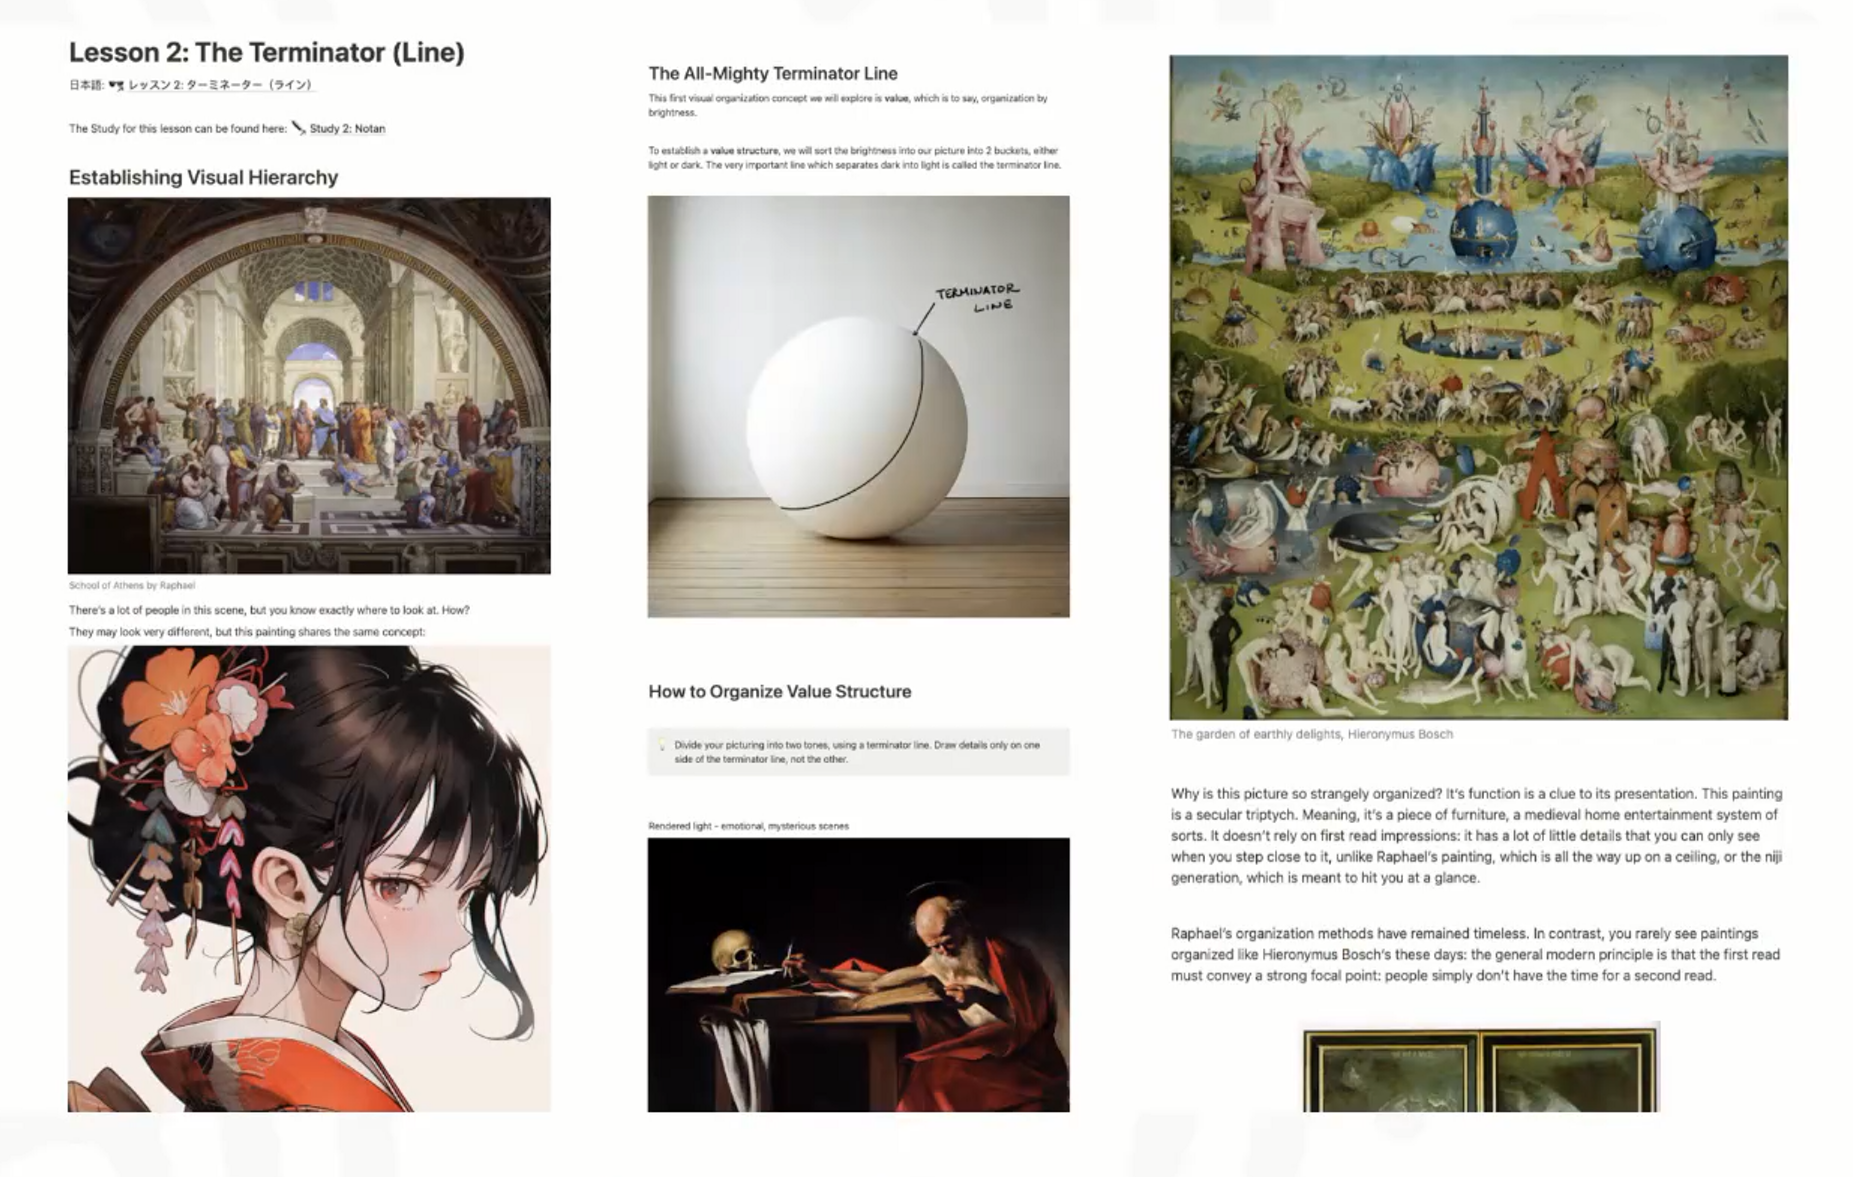 Lesson 2: The Terminator (Line)
日本語: レッスン 2: ターミネーター（ライン）
The Study for this lesson can be found here: Study 2: Notan
Establishing Visual Hierarchy
School of Athens by Raphael
There's a lot of people in this scene, but you know exactly where to look at. How?
They may look very different, but this painting shares the same concept:
The All-Mighty Terminator Line
This first visual organization concept we will explore is value, which is to say, organization by
brightness.
To establish a value structure, we will sort the brightness into our picture into 2 buckets, either
light or dark. The very important line which separates dark into light is called the terminator line.
TERMINATOR
LINE
How to Organize Value Structure
Divide your picturing into two tones, using a terminator line. Draw details only on one
side of the terminator line, not the other.
Rendered light - emotional, mysterious scenes
The garden of earthly delights, Hieronymus Bosch
Why is this picture so strangely organized? It's function is a clue to its presentation. This painting
is a secular triptych. Meaning, it's a piece of furniture, a medieval home entertainment system of
sorts. It doesn't rely on first read impressions: it has a lot of little details that you can only see
when you step close to it, unlike Raphael's painting, which is all the way up on a ceiling, or the niji
generation, which is meant to hit you at a glance.
Raphael's organization methods have remained timeless. In contrast, you rarely see paintings
organized like Hieronymus Bosch's these days: the general modern principle is that the first read
must convey a strong focal point: people simply don't have the time for a second read.